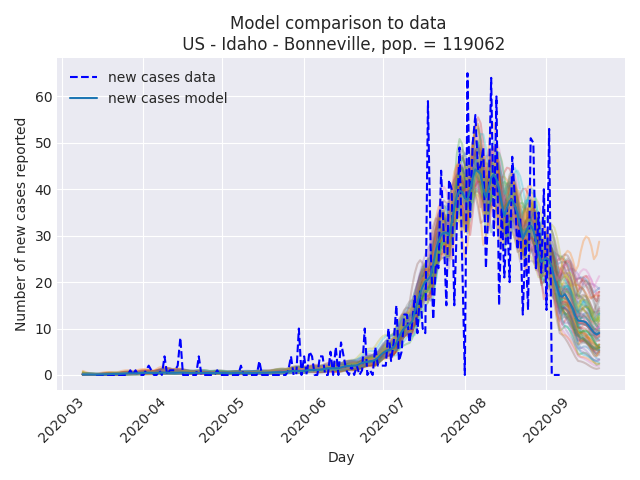 Model comparison to data
US - Idaho - Bonneville, pop. = 119062
new cases data
new cases model
Number of new cases reported
60
50
40
30
20
10
0
2020-03
2020-04
2020-05
2020-06
2020-07
2020-08
2020-09
Day